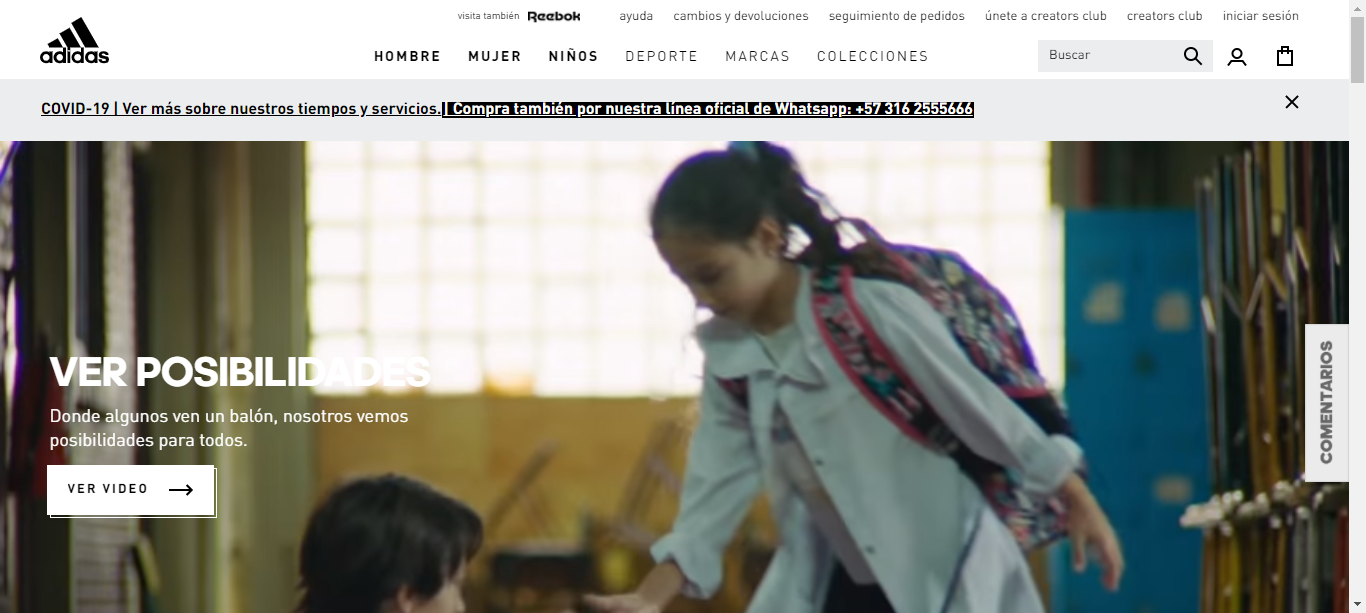 visita también Reebok ayuda cambios y devoluciones seguimiento de pedidos únete a creators club creators club iniciar sesión
adidas
HOMBRE MUJER NIÑOS DEPORTE MARCAS COLECCIONES Buscar
COVID-19 | Ver más sobre nuestros tiempos y servicios.| Compra también por nuestra línea oficial de Whatsapp: +57 316 2555666
VER POSIBILIDADES
Donde algunos ven un balón, nosotros vemos
posibilidades para todos.
VER VIDEO
COMENTARIOS